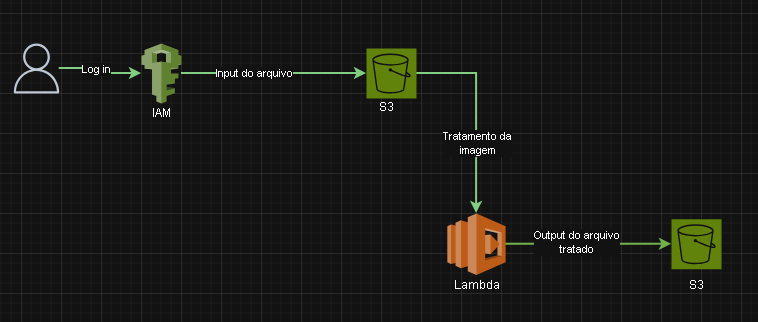 Log in
Input do arquivo
IAM
S3
Tratamento da
imagem
Output do arquivo
tratado
Lambda
S3